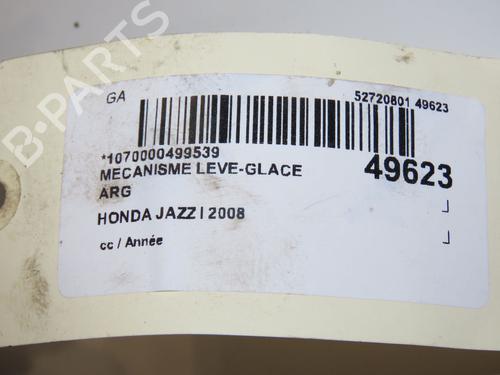 GA
52720801 49623
*1070000499539
49623
MECANISME LEVE-GLACE
ARG
HONDA JAZZ I 2008
cc / Année
B-PARTS